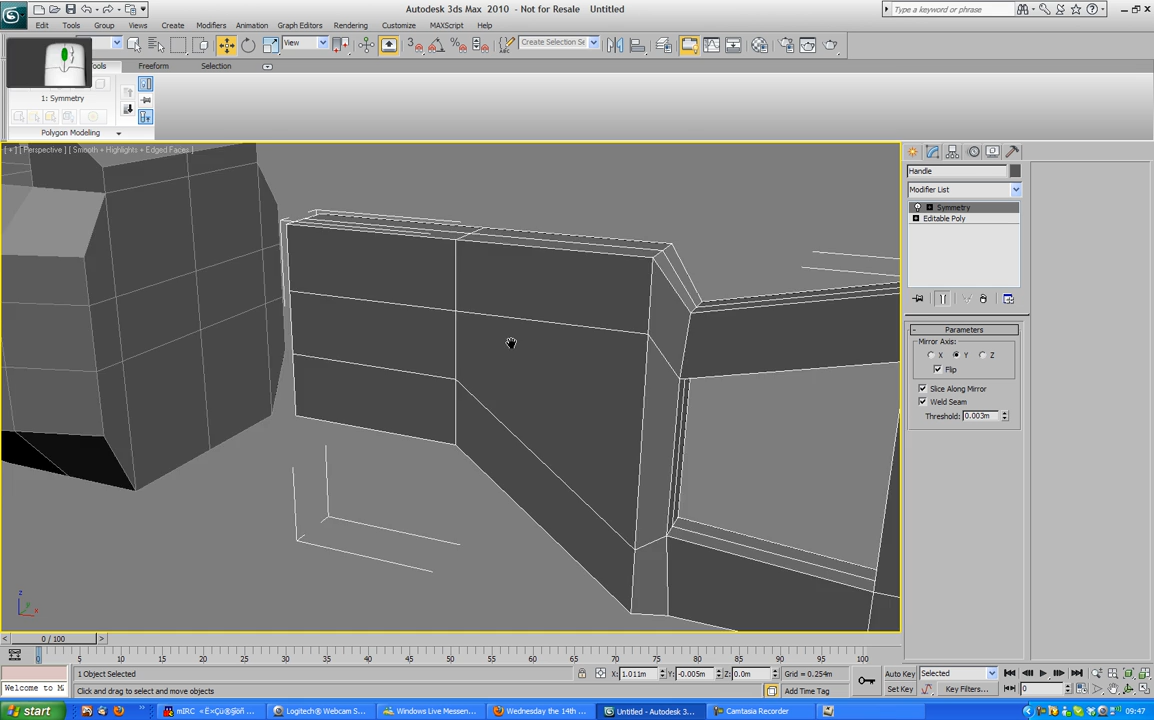 Autodesk 3ds Max 2010 - Not for Resale Untitled
Type a keyword or phrase
Edit Tools Group Views Create Modifiers Animation Graph Editors Rendering Customize MAXScript Help
View
Create Selection Se
ools Freeform Selection
1: Symmetry
Polygon Modeling
[ + ] [ Perspective ] [ Smooth + Highlights + Edged Faces ]
Handle
Modifier List
Symmetry
Editable Poly
Parameters
Mirror Axis:
X Y Z
Flip
Slice Along Mirror
Weld Seam
Threshold: 0.003m
z
x
0 / 100
0 5 10 15 20 25 30 35 40 45 50 55 60 65 70 75 80 85 90 95 100
1 Object Selected
X: 1.011m Y: -0.005m Z: 0.0m Grid = 0.254m
Auto Key Selected
Welcome to M
Click and drag to select and move objects
Add Time Tag
Set Key Key Filters... 0
start
Logitech® Webcam S...
Windows Live Messen...
Wednesday the 14th ...
Untitled - Autodesk 3...
Camtasia Recorder
09:47